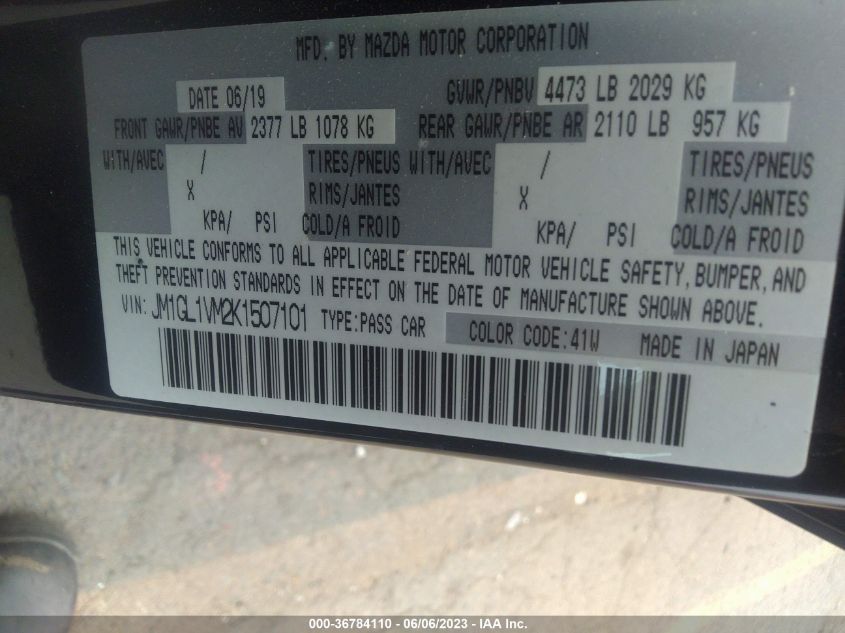 MFD. BY MAZDA MOTOR CORPORATION
DATE 06/19 GVWR/PNBV 4473 LB 2029 KG
FRONT GAWR/PNBE AV 2377 LB 1078 KG REAR GAWR/PNBE AR 2110 LB 957 KG
WITH/AVEC / TIRES/PNEUS WITH/AVEC / TIRES/PNEUS
X RIMS/JANTES X RIMS/JANTES
KPA/ PSI COLD/A FROID KPA/ PSI COLD/A FROID
THIS VEHICLE CONFORMS TO ALL APPLICABLE FEDERAL MOTOR VEHICLE SAFETY, BUMPER, AND
THEFT PREVENTION STANDARDS IN EFFECT ON THE DATE OF MANUFACTURE SHOWN ABOVE.
VIN: JM1GL1VM2K1507101 TYPE:PASS CAR COLOR CODE:41W MADE IN JAPAN
000-36784110 - 06/06/2023 - IAA Inc.